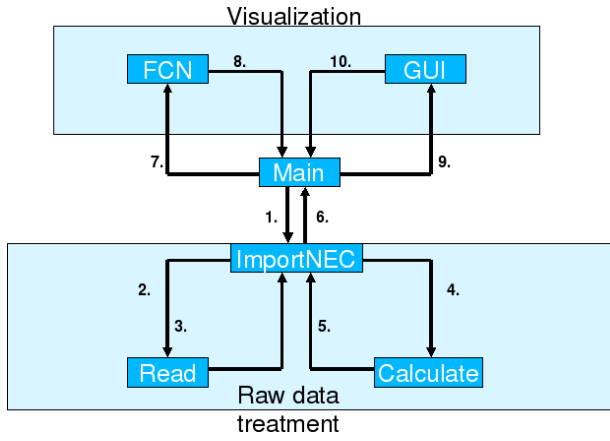 Visualization
FCN
8.
10.
GUI
7.
Main
9.
1.
6.
ImportNEC
2.
4.
3.
5.
Read
Calculate
Raw data
treatment